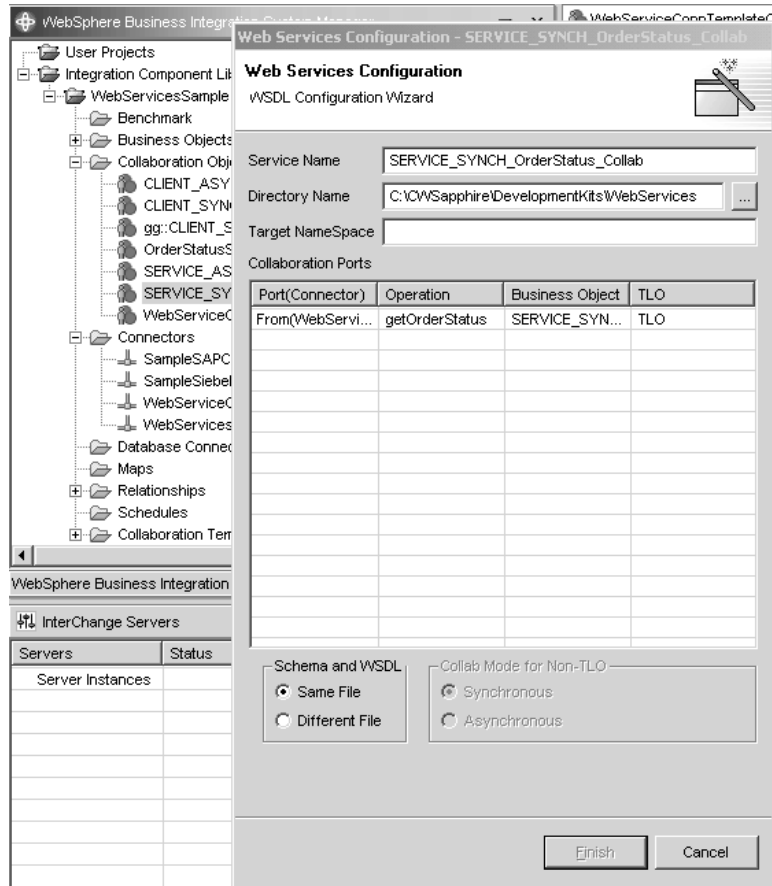 WebSphere Business Integration System Manager
WebServiceConnTemplateC
User Projects
Integration Component Lib
WebServicesSample
Benchmark
Business Objects
Collaboration Obje
CLIENT_ASY
CLIENT_SYN
gg::CLIENT_S
OrderStatusS
SERVICE_AS
SERVICE_SY
WebServiceC
Connectors
SampleSAPC
SampleSiebel
WebServiceC
WebServices
Database Connec
Maps
Relationships
Schedules
Collaboration Tem
WebSphere Business Integration
InterChange Servers
Servers Status
Server Instances
Web Services Configuration - SERVICE_SYNCH_OrderStatus_Collab
Web Services Configuration
WSDL Configuration Wizard
Service Name SERVICE_SYNCH_OrderStatus_Collab
Directory Name C:\CWSapphire\DevelopmentKits\WebServices ...
Target NameSpace
Collaboration Ports
Port(Connector) Operation Business Object TLO
From(WebServi... getOrderStatus SERVICE_SYN... TLO
Schema and WSDL
Same File
Different File
Collab Mode for Non-TLO
Synchronous
Asynchronous
Finish Cancel